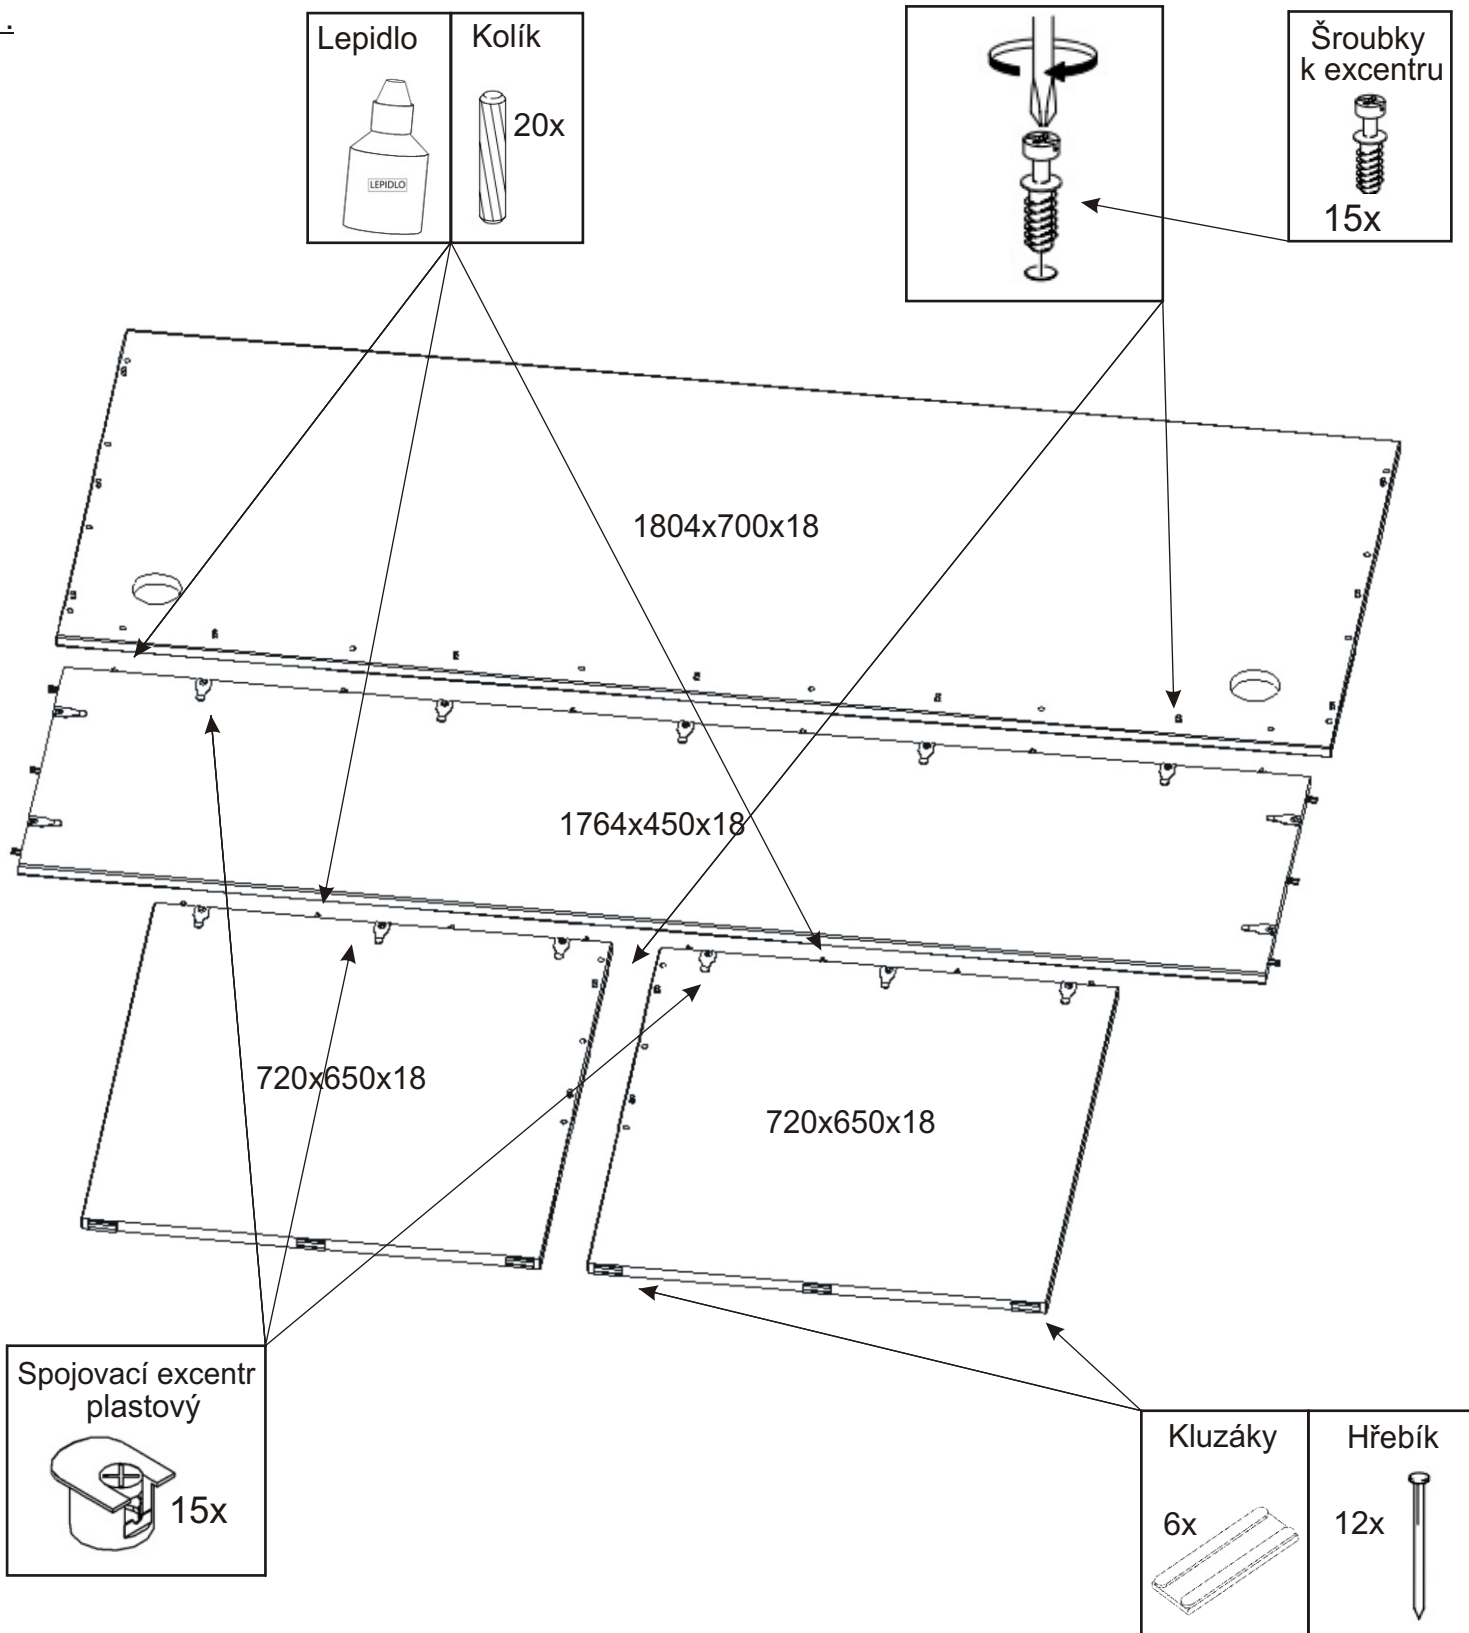 .
Lepidlo
Kolík
LEPIDLO
20x
Šroubky
k excentru
15x
1804x700x18
1764x450x18
720x650x18
720x650x18
Spojovací excentr
plastový
15x
Kluzáky
6x
Hřebík
12x